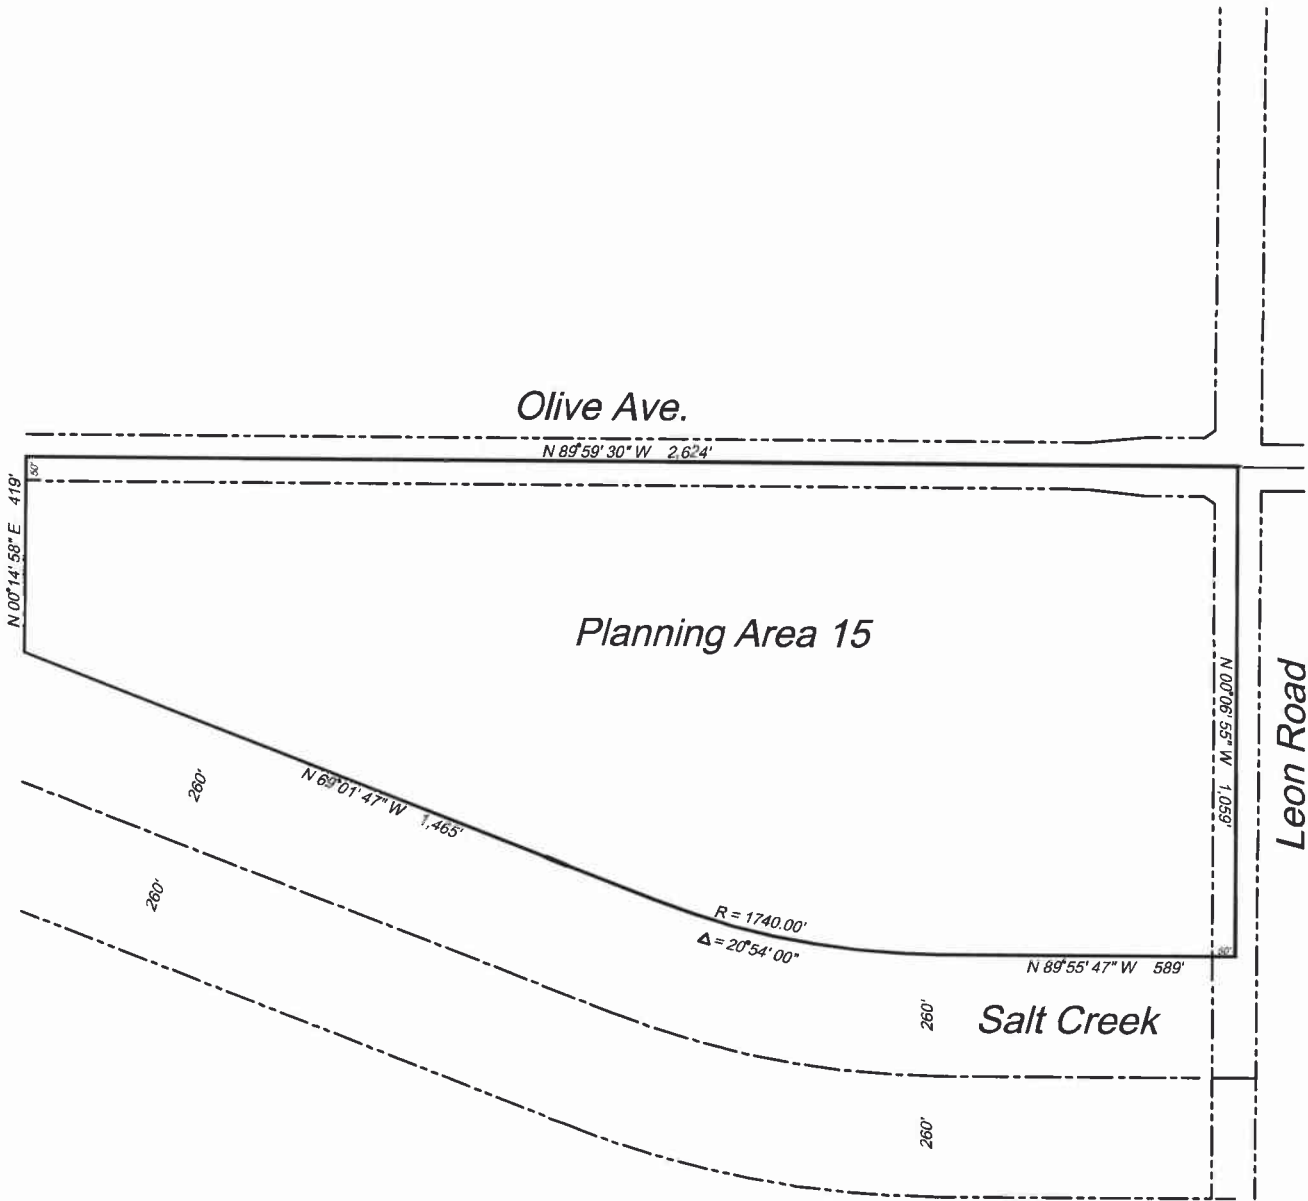 Olive Ave.
N 89°59' 30" W 2,624'
50'
N 00°14' 58" E 419'
Planning Area 15
N 00°06' 55" W 1,059'
Leon Road
260'
N 69°01' 47" W 1,465'
260'
R = 1740.00'
Δ = 20°54' 00"
50'
N 89°55' 47" W 589'
260'
Salt Creek
260'